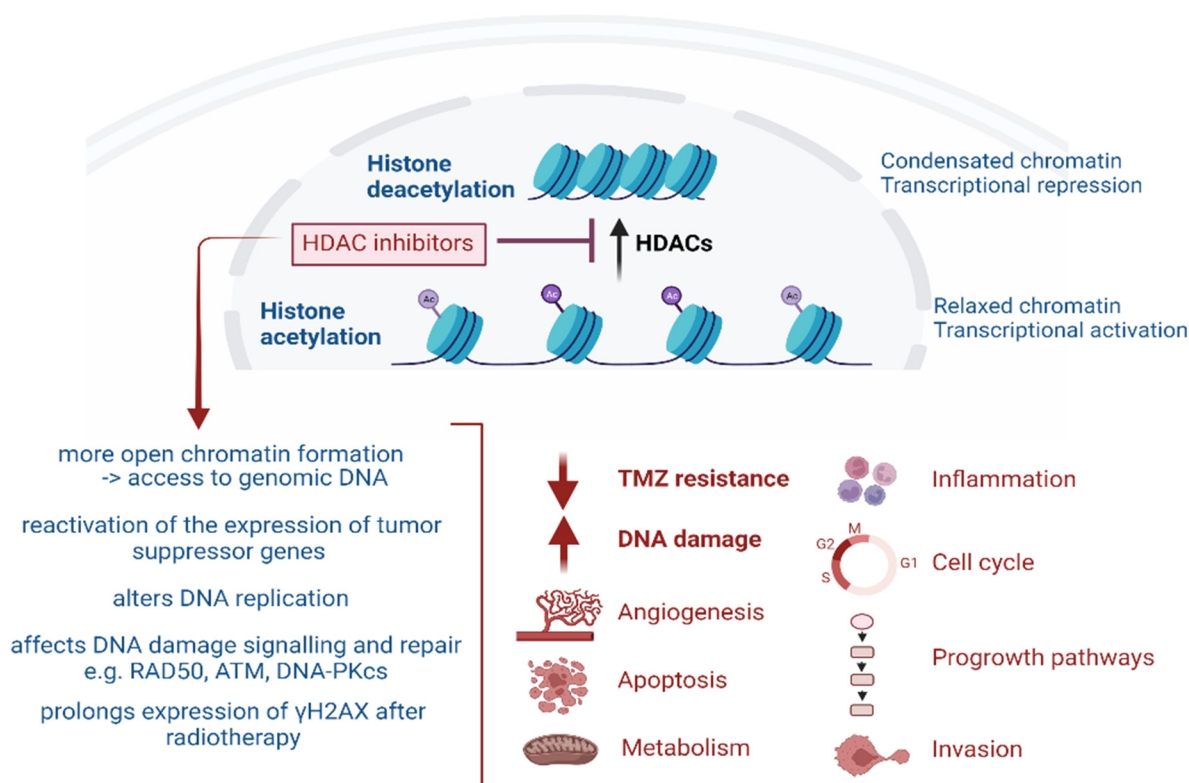 Histone
deacetylation
Condensated chromatin
Transcriptional repression
HDAC inhibitors
HDACs
Ac
Ac
Ac
Ac
Histone
acetylation
Relaxed chromatin
Transcriptional activation
more open chromatin formation
-> access to genomic DNA
reactivation of the expression of tumor
suppressor genes
alters DNA replication
affects DNA damage signalling and repair
e.g. RAD50, ATM, DNA-PKcs
prolongs expression of γH2AX after
radiotherapy
TMZ resistance
DNA damage
Angiogenesis
Apoptosis
Metabolism
Inflammation
M
G2
G1
S
Cell cycle
Progrowth pathways
Invasion